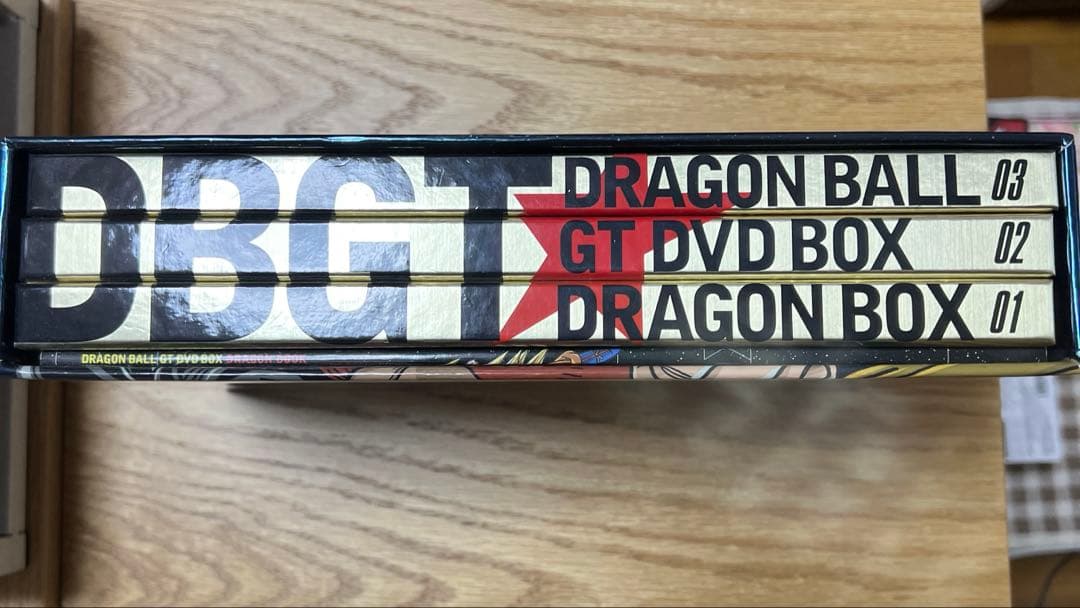 DBGT
DRAGON BALL 03
GT DVD BOX 02
DRAGON BOX 01
DRAGON BALL GT DVD BOX DRAGON BOOK